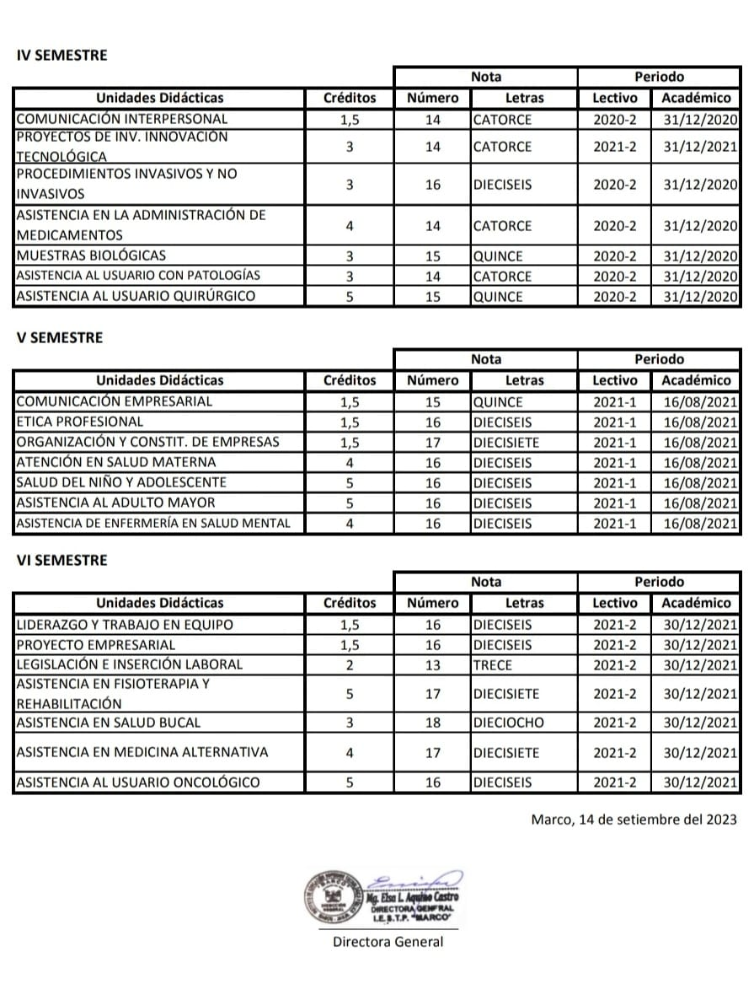 IV SEMESTRE
Nota Periodo
Unidades Didácticas Créditos Número Letras Lectivo Académico
COMUNICACIÓN INTERPERSONAL 1,5 14 CATORCE 2020-2 31/12/2020
PROYECTOS DE INV. INNOVACIÓN
TECNOLÓGICA 3 14 CATORCE 2021-2 31/12/2021
PROCEDIMIENTOS INVASIVOS Y NO
INVASIVOS 3 16 DIECISEIS 2020-2 31/12/2020
ASISTENCIA EN LA ADMINISTRACIÓN DE
MEDICAMENTOS 4 14 CATORCE 2020-2 31/12/2020
MUESTRAS BIOLÓGICAS 3 15 QUINCE 2020-2 31/12/2020
ASISTENCIA AL USUARIO CON PATOLOGÍAS 3 14 CATORCE 2020-2 31/12/2020
ASISTENCIA AL USUARIO QUIRÚRGICO 5 15 QUINCE 2020-2 31/12/2020
V SEMESTRE
Nota Periodo
Unidades Didácticas Créditos Número Letras Lectivo Académico
COMUNICACIÓN EMPRESARIAL 1,5 15 QUINCE 2021-1 16/08/2021
ETICA PROFESIONAL 1,5 16 DIECISEIS 2021-1 16/08/2021
ORGANIZACIÓN Y CONSTIT. DE EMPRESAS 1,5 17 DIECISIETE 2021-1 16/08/2021
ATENCIÓN EN SALUD MATERNA 4 16 DIECISEIS 2021-1 16/08/2021
SALUD DEL NIÑO Y ADOLESCENTE 5 16 DIECISEIS 2021-1 16/08/2021
ASISTENCIA AL ADULTO MAYOR 5 16 DIECISEIS 2021-1 16/08/2021
ASISTENCIA DE ENFERMERÍA EN SALUD MENTAL 4 16 DIECISEIS 2021-1 16/08/2021
VI SEMESTRE
Nota Periodo
Unidades Didácticas Créditos Número Letras Lectivo Académico
LIDERAZGO Y TRABAJO EN EQUIPO 1,5 16 DIECISEIS 2021-2 30/12/2021
PROYECTO EMPRESARIAL 1,5 16 DIECISEIS 2021-2 30/12/2021
LEGISLACIÓN E INSERCIÓN LABORAL 2 13 TRECE 2021-2 30/12/2021
ASISTENCIA EN FISIOTERAPIA Y
REHABILITACIÓN 5 17 DIECISIETE 2021-2 30/12/2021
ASISTENCIA EN SALUD BUCAL 3 18 DIECIOCHO 2021-2 30/12/2021
ASISTENCIA EN MEDICINA ALTERNATIVA 4 17 DIECISIETE 2021-2 30/12/2021
ASISTENCIA AL USUARIO ONCOLÓGICO 5 16 DIECISEIS 2021-2 30/12/2021
Marco, 14 de setiembre del 2023
Mg. Elsa L. Aquino Castro
DIRECTORA GENERAL
I.E.S.T.P. "MARCO"
Directora General